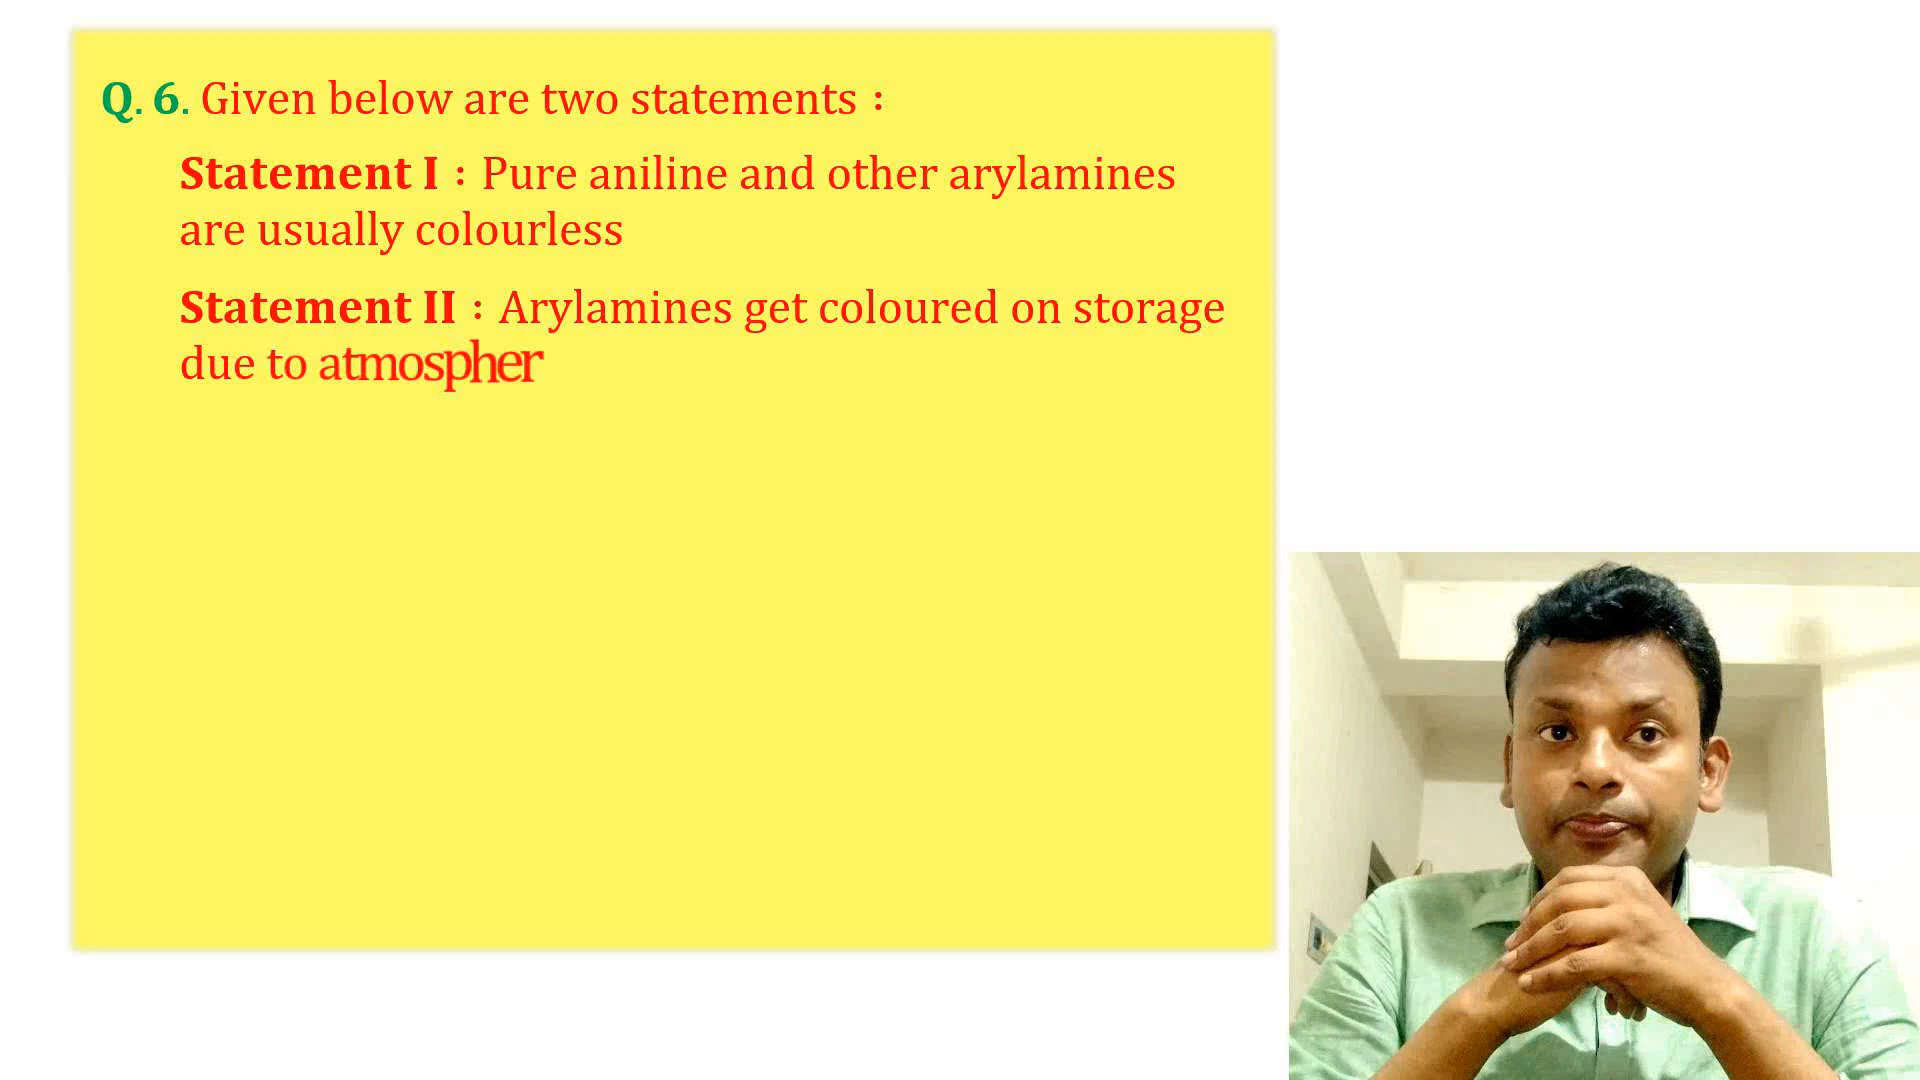 Q. 6. Given below are two statements :
Statement I : Pure aniline and other arylamines
are usually colourless
Statement II : Arylamines get coloured on storage
due to atmospher